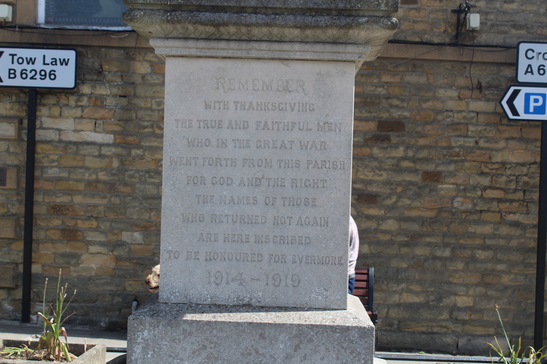 Tow Law
B6296
REMEMBER
WITH THANKSGIVING
THE TRUE AND FAITHFUL MEN
WHO IN THE GREAT WAR
WENT FORTH FROM THIS PARISH
FOR GOD AND THE RIGHT
THE NAMES OF THOSE
WHO RETURNED NOT AGAIN
ARE HERE INSCRIBED
TO BE HONOURED FOR EVERMORE
1914-1919
Cro
A6
P